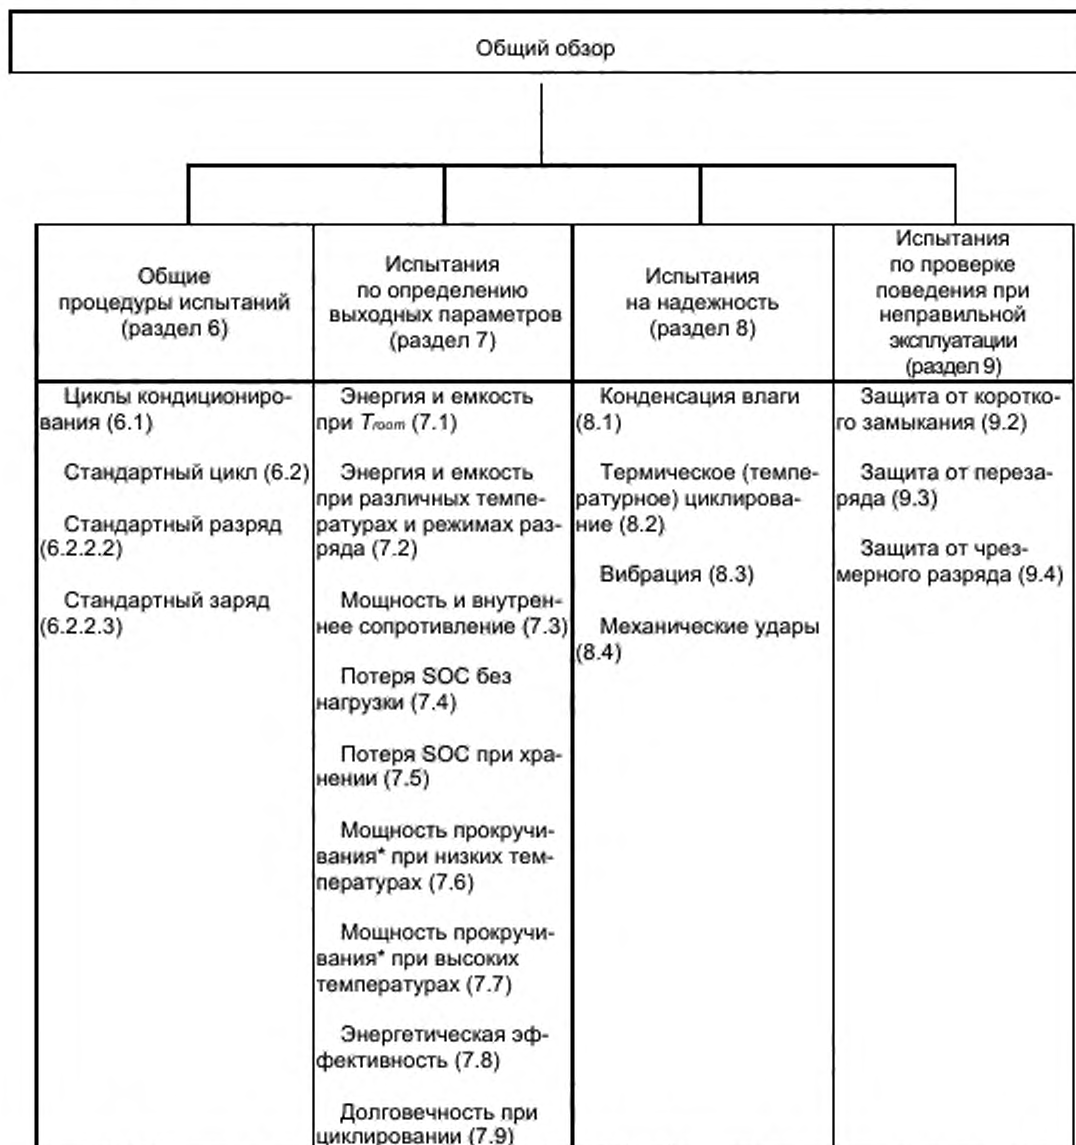 Общий обзор
Общие
процедуры испытаний
(раздел 6)
Испытания
по определению
выходных параметров
(раздел 7)
Испытания
на надежность
(раздел 8)
Испытания
по проверке
поведения при
неправильной
эксплуатации
(раздел 9)
Циклы кондициониро-
вания (6.1)
Стандартный цикл (6.2)
Стандартный разряд
(6.2.2.2)
Стандартный заряд
(6.2.2.3)
Энергия и емкость
при Troom (7.1)
Энергия и емкость
при различных темпе-
ратурах и режимах раз-
ряда (7.2)
Мощность и внутрен-
нее сопротивление (7.3)
Потеря SOC без
нагрузки (7.4)
Потеря SOC при хра-
нении (7.5)
Мощность прокручи-
вания* при низких тем-
пературах (7.6)
Мощность прокручи-
вания* при высоких
температурах (7.7)
Энергетическая эф-
фективность (7.8)
Долговечность при
циклировании (7.9)
Конденсация влаги
(8.1)
Термическое (темпе-
ратурное) циклирова-
ние (8.2)
Вибрация (8.3)
Механические удары
(8.4)
Защита от коротко-
го замыкания (9.2)
Защита от переза-
ряда (9.3)
Защита от чрез-
мерного разряда (9.4)